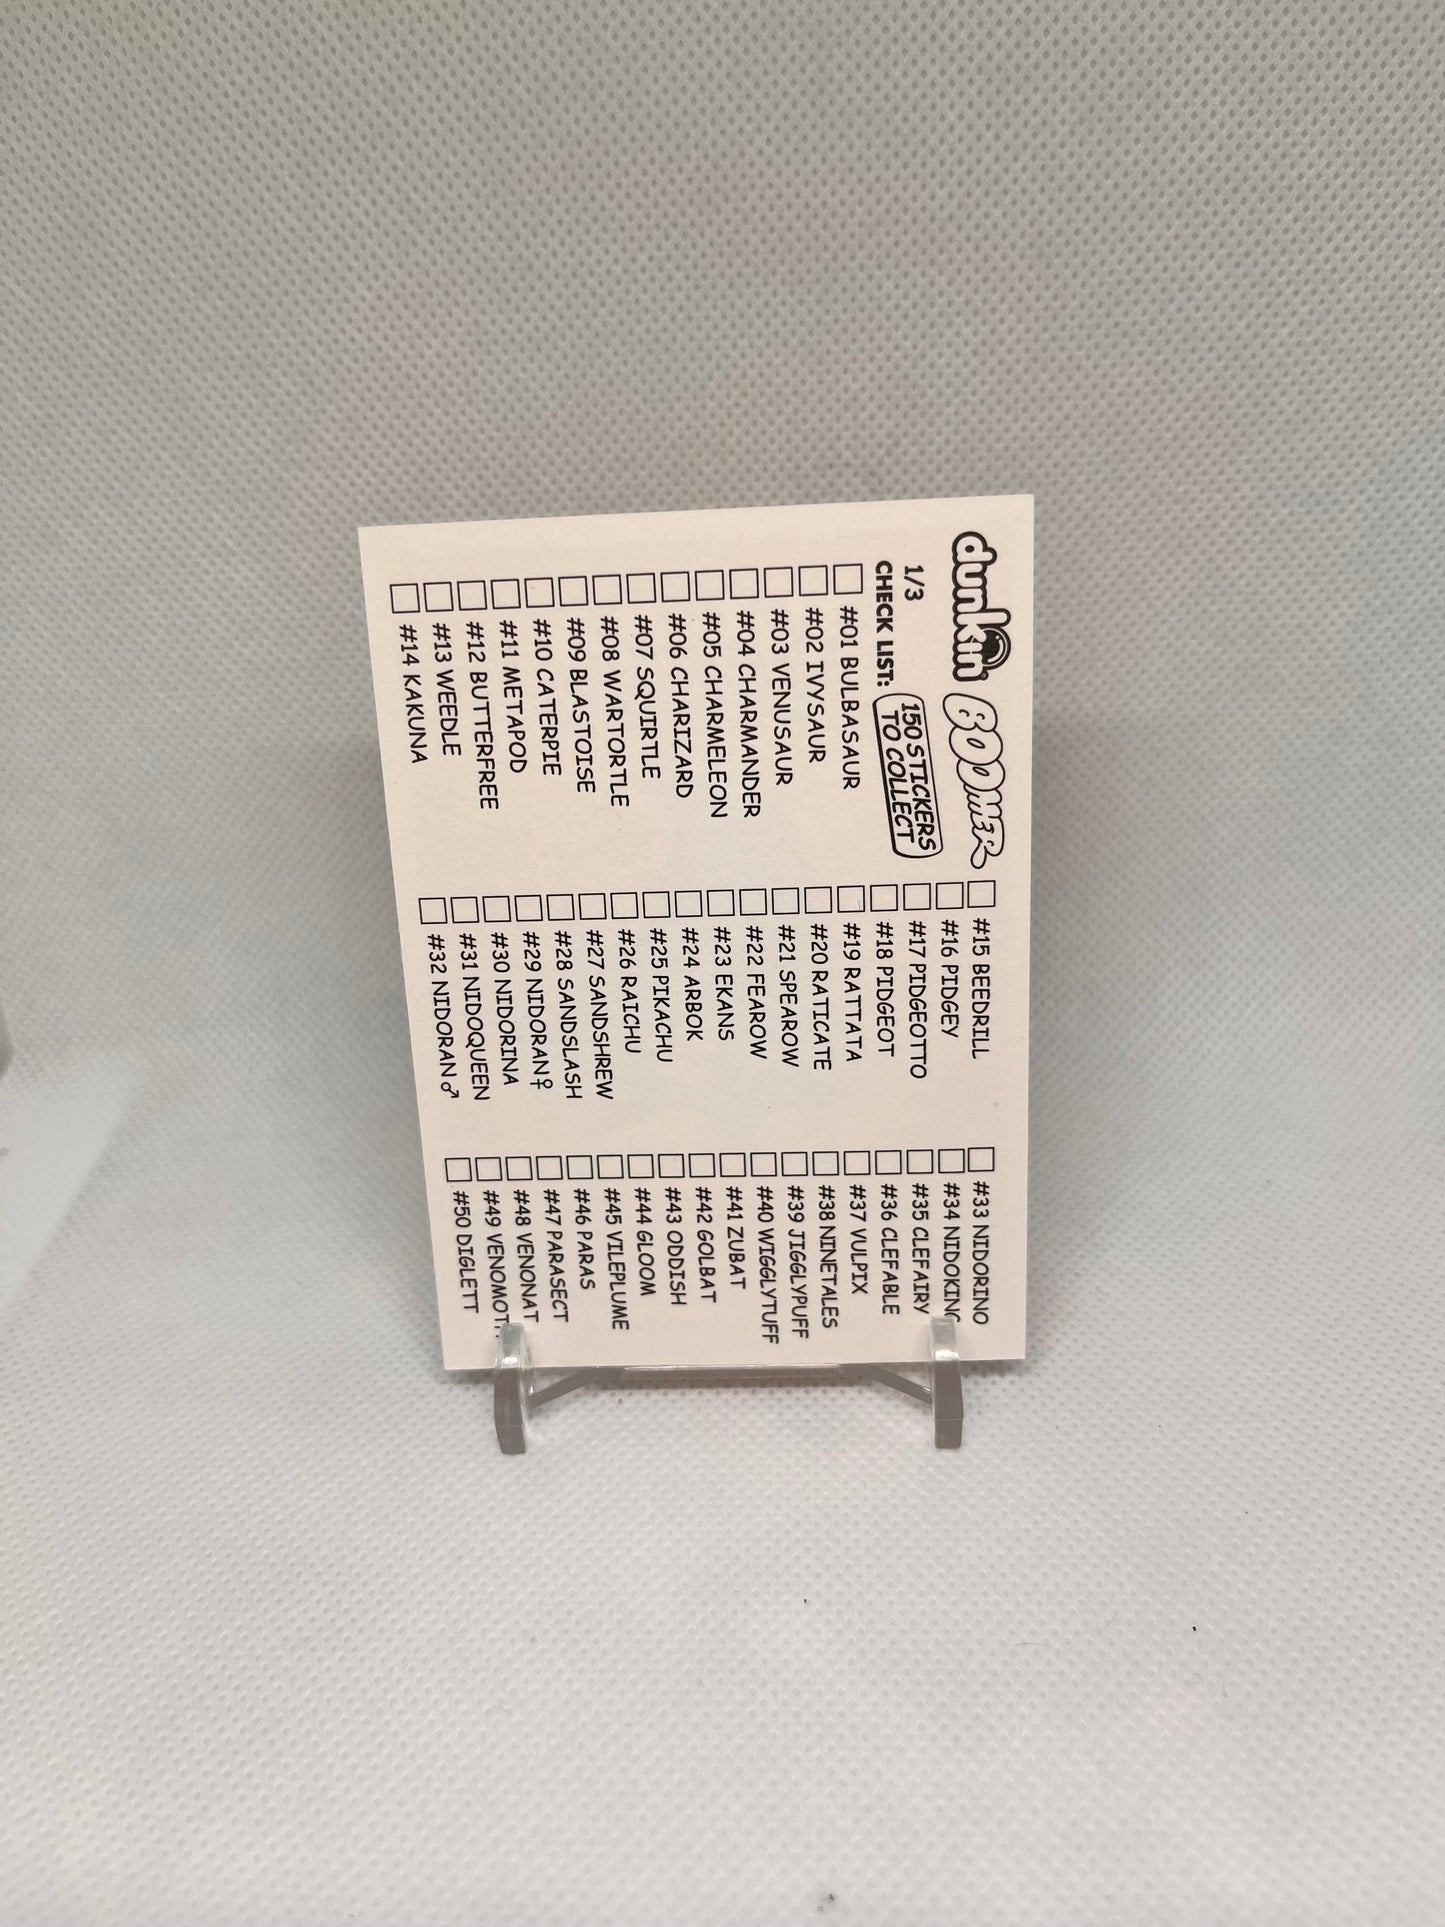 dunkin BOOMER
1/3
CHECK LIST:
150 STICKERS
TO COLLECT
#01 BULBASAUR
#02 IVYSAUR
#03 VENUSAUR
#04 CHARMANDER
#05 CHARMELEON
#06 CHARIZARD
#07 SQUIRTLE
#08 WARTORTLE
#09 BLASTOISE
#10 CATERPIE
#11 METAPOD
#12 BUTTERFREE
#13 WEEDLE
#14 KAKUNA
#15 BEEDRILL
#16 PIDGEY
#17 PIDGEOTTO
#18 PIDGEOT
#19 RATTATA
#20 RATICATE
#21 SPEAROW
#22 FEAROW
#23 EKANS
#24 ARBOK
#25 PIKACHU
#26 RAICHU
#27 SANDSHREW
#28 SANDSLASH
#29 NIDORAN♀
#30 NIDORINA
#31 NIDOQUEEN
#32 NIDORAN♂
#33 NIDORINO
#34 NIDOKING
#35 CLEFAIRY
#36 CLEFABLE
#37 VULPIX
#38 NINETALES
#39 JIGGLYPUFF
#40 WIGGLYTUFF
#41 ZUBAT
#42 GOLBAT
#43 ODDISH
#44 GLOOM
#45 VILEPLUME
#46 PARAS
#47 PARASECT
#48 VENONAT
#49 VENOMOTH
#50 DIGLETT